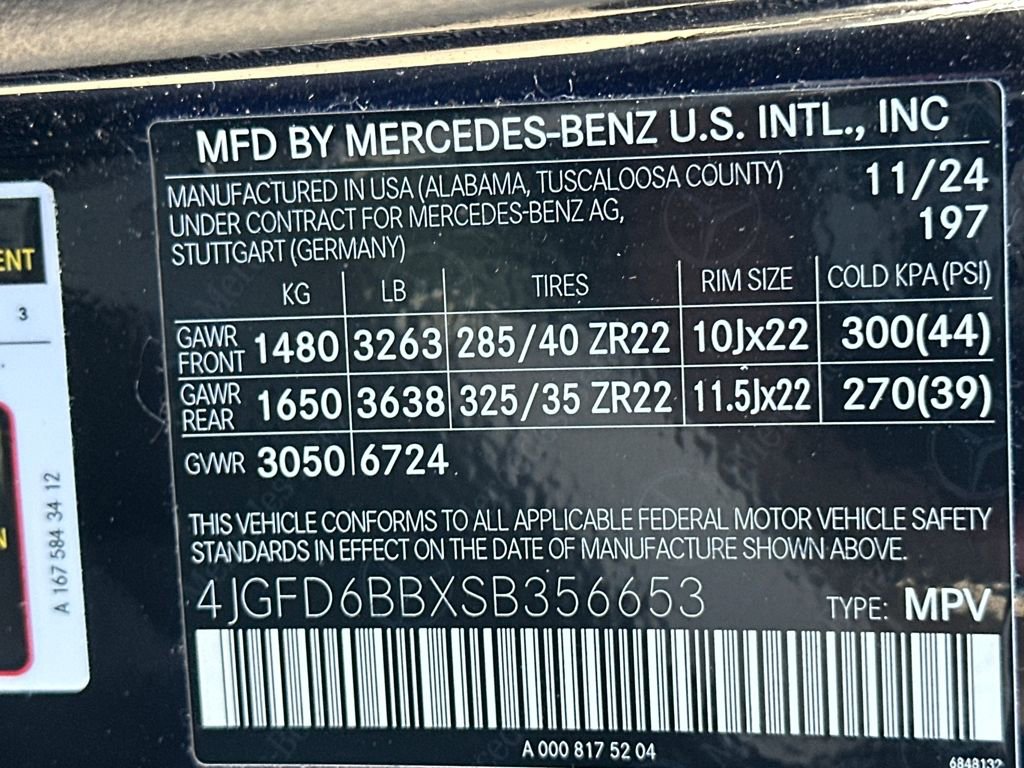 MFD BY MERCEDES-BENZ U.S. INTL., INC
MANUFACTURED IN USA (ALABAMA, TUSCALOOSA COUNTY) 11/24
UNDER CONTRACT FOR MERCEDES-BENZ AG, 197
STUTTGART (GERMANY)
KG LB TIRES RIM SIZE COLD KPA (PSI)
GAWR FRONT 1480 3263 285/40 ZR22 10Jx22 300(44)
GAWR REAR 1650 3638 325/35 ZR22 11.5Jx22 270(39)
GVWR 3050 6724
THIS VEHICLE CONFORMS TO ALL APPLICABLE FEDERAL MOTOR VEHICLE SAFETY
STANDARDS IN EFFECT ON THE DATE OF MANUFACTURE SHOWN ABOVE.
4JGFD6BBXSB356653 TYPE: MPV
A 000 817 52 04
6848132
3
A 167 584 34 12